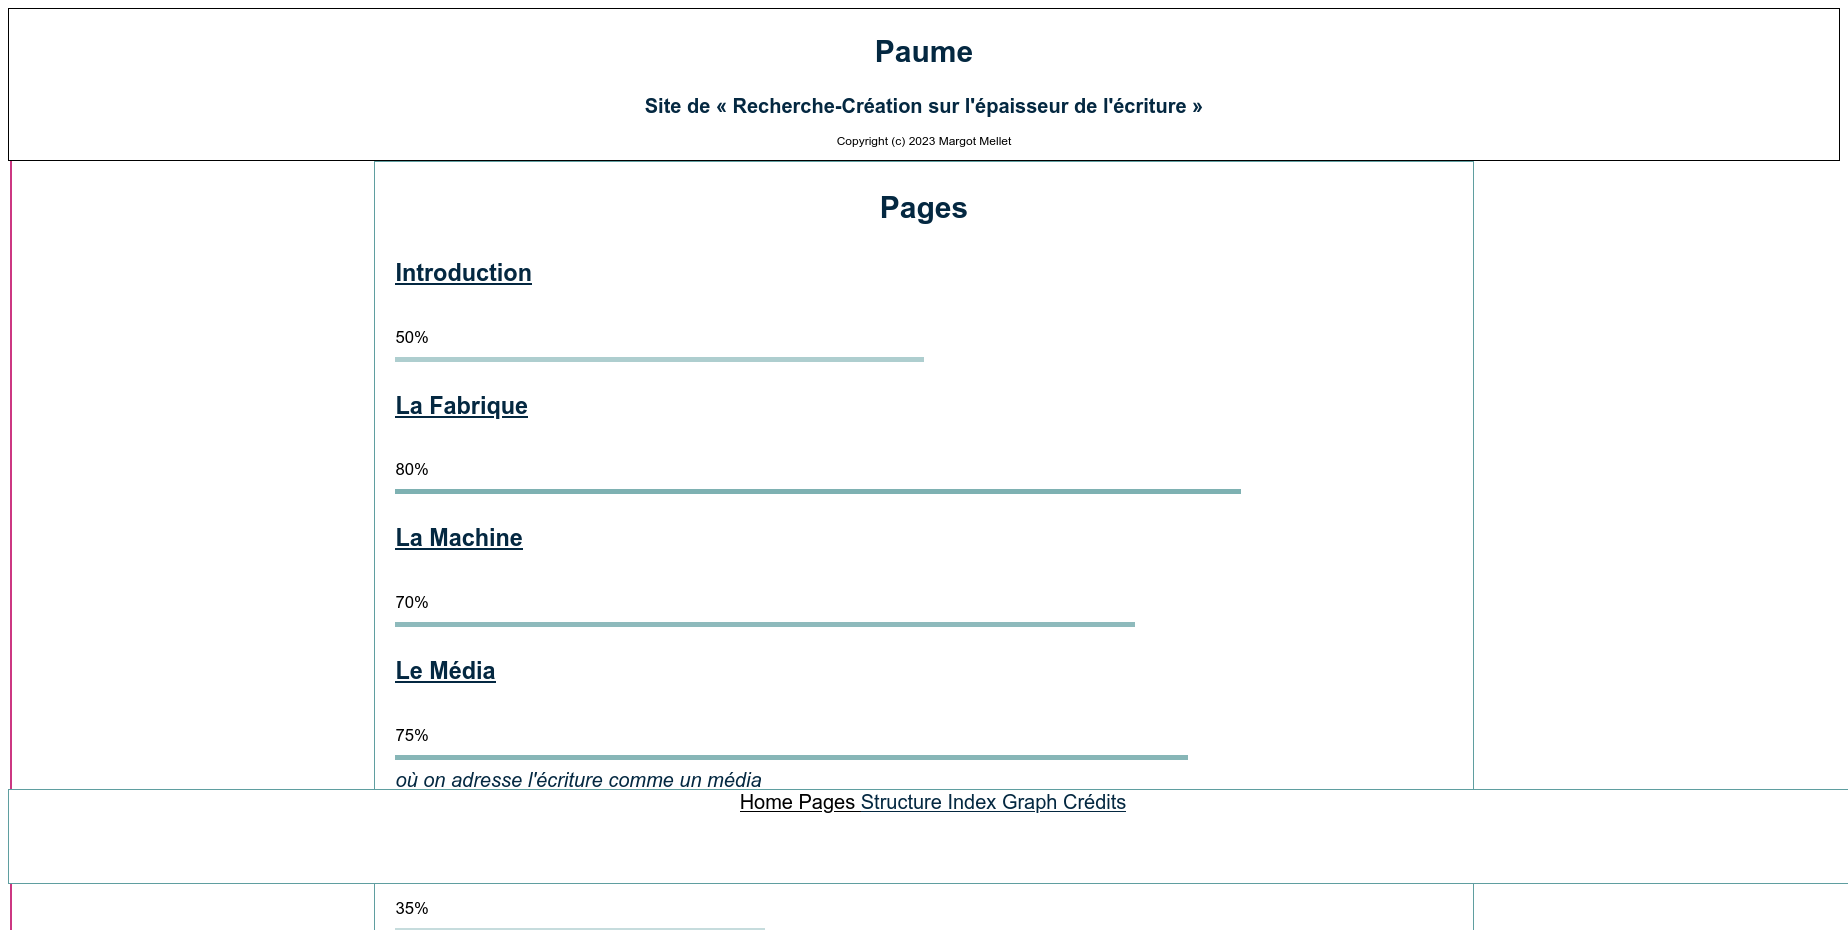 Paume
Site de « Recherche-Création sur l'épaisseur de l'écriture »
Copyright (c) 2023 Margot Mellet
Pages
Introduction
50%
La Fabrique
80%
La Machine
70%
Le Média
75%
où on adresse l'écriture comme un média
Home Pages Structure Index Graph Crédits
35%